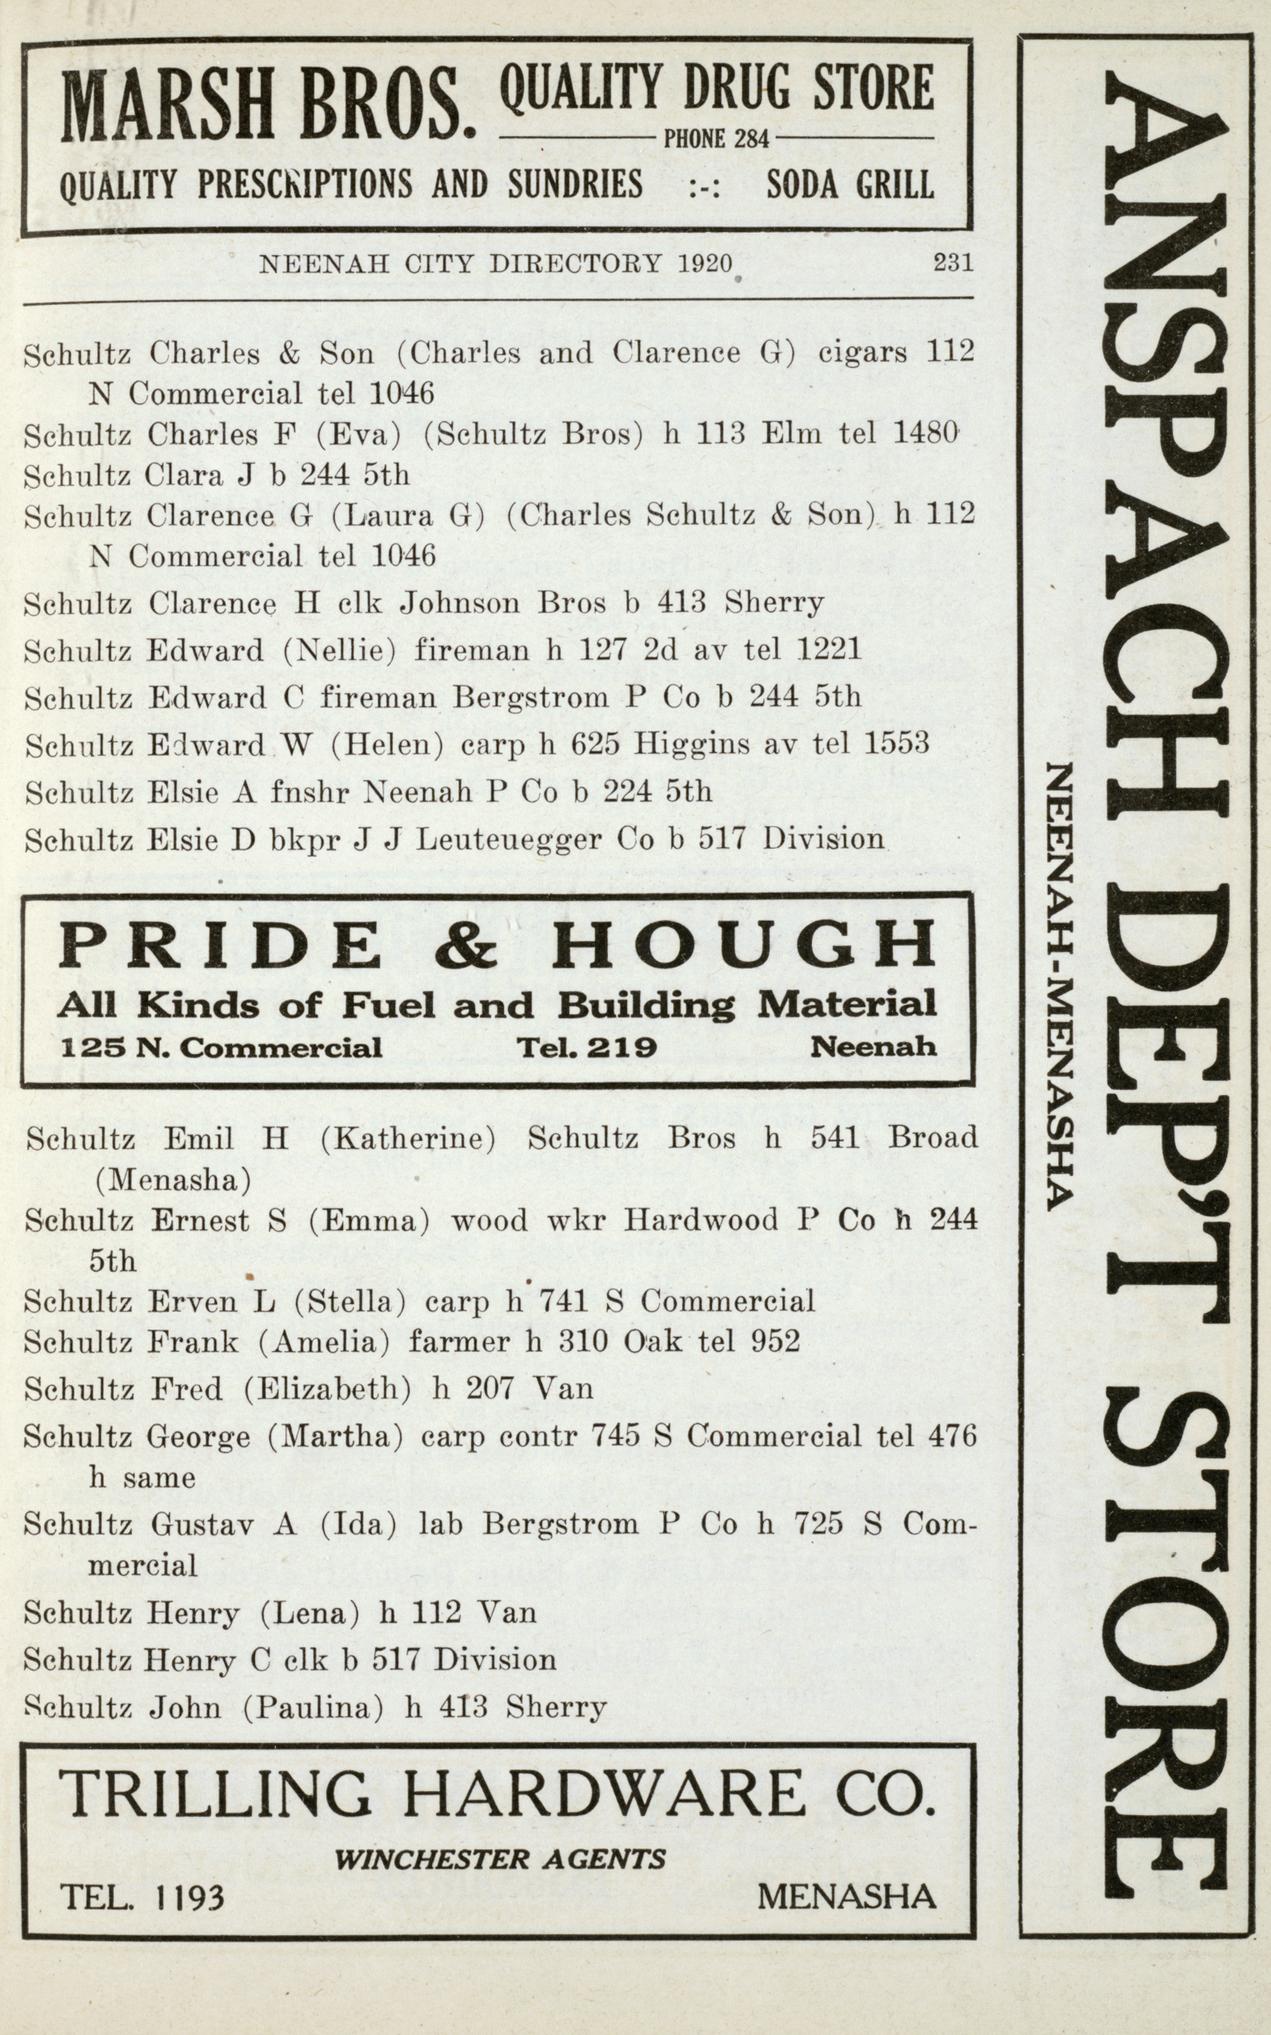 MARSH BROS. QUALITY DRUG STORE
PHONE 284
QUALITY PRESCRIPTIONS AND SUNDRIES :-: SODA GRILL
NEENAH CITY DIRECTORY 1920 231
Schultz Charles & Son (Charles and Clarence G) cigars 112
N Commercial tel 1046
Schultz Charles F (Eva) (Schultz Bros) h 113 Elm tel 1480
Schultz Clara J b 244 5th
Schultz Clarence G (Laura G) (Charles Schultz & Son) h 112
N Commercial tel 1046
Schultz Clarence H clk Johnson Bros b 413 Sherry
Schultz Edward (Nellie) fireman h 127 2d av tel 1221
Schultz Edward C fireman Bergstrom P Co b 244 5th
Schultz Edward W (Helen) carp h 625 Higgins av tel 1553
Schultz Elsie A fnshr Neenah P Co b 224 5th
Schultz Elsie D bkpr J J Leuteuegger Co b 517 Division
PRIDE & HOUGH
All Kinds of Fuel and Building Material
125 N. Commercial Tel. 219 Neenah
Schultz Emil H (Katherine) Schultz Bros h 541 Broad
(Menasha)
Schultz Ernest S (Emma) wood wkr Hardwood P Co h 244
5th
Schultz Erven L (Stella) carp h 741 S Commercial
Schultz Frank (Amelia) farmer h 310 Oak tel 952
Schultz Fred (Elizabeth) h 207 Van
Schultz George (Martha) carp contr 745 S Commercial tel 476
h same
Schultz Gustav A (Ida) lab Bergstrom P Co h 725 S Com-
mercial
Schultz Henry (Lena) h 112 Van
Schultz Henry C clk b 517 Division
Schultz John (Paulina) h 413 Sherry
TRILLING HARDWARE CO.
WINCHESTER AGENTS
TEL. 1193 MENASHA
ANSPACH DEP'T STORE
NEENAH-MENASHA